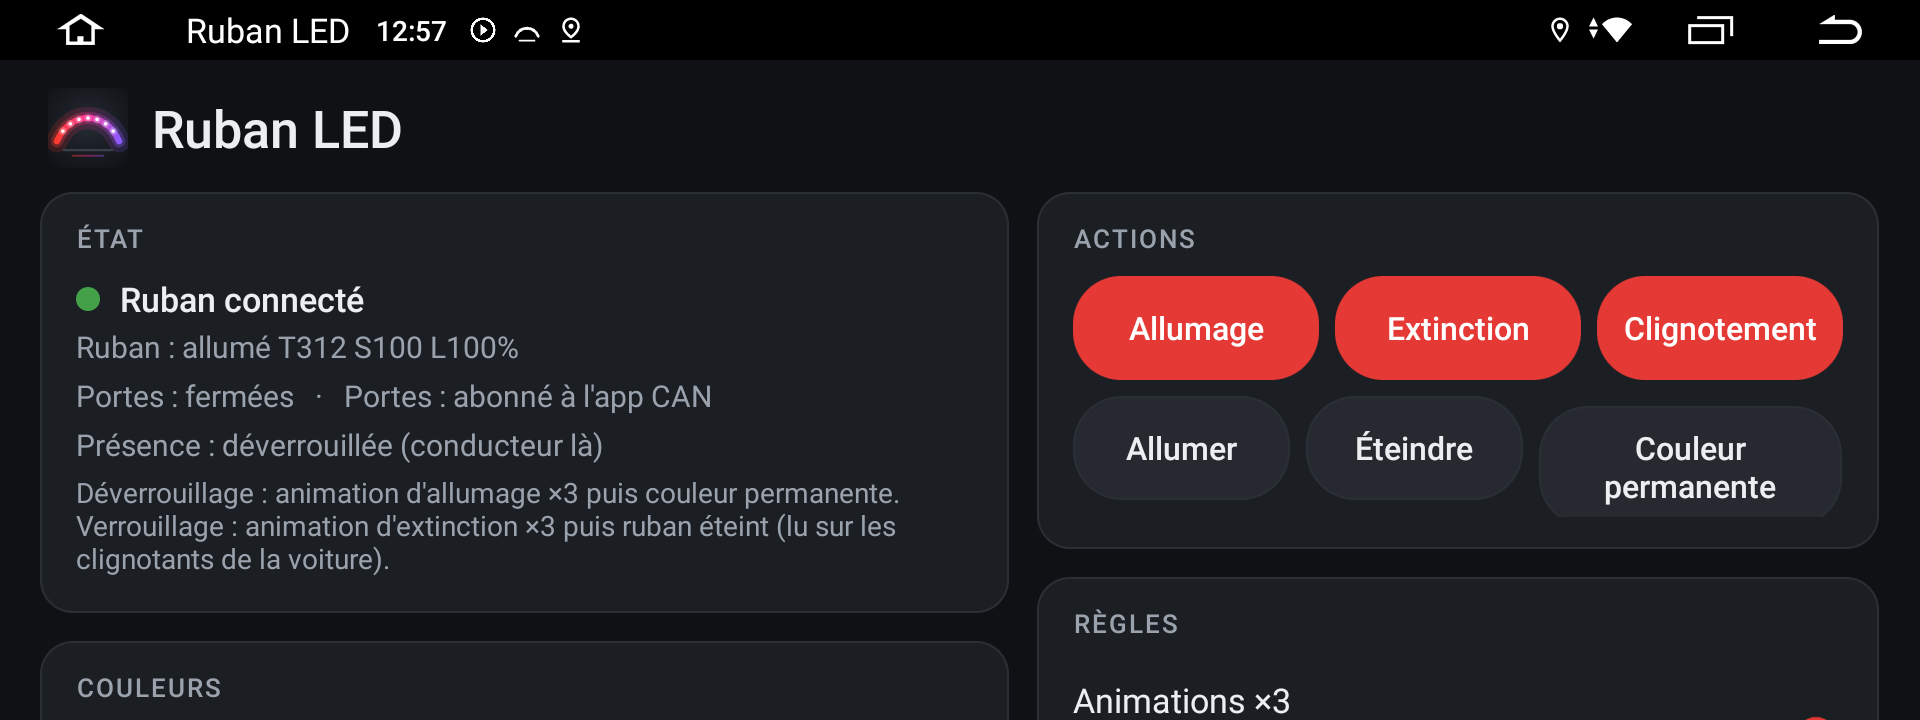 Ruban LED 12:57
Ruban LED
ÉTAT
Ruban connecté
Ruban : allumé T312 S100 L100%
Portes : fermées · Portes : abonné à l'app CAN
Présence : déverrouillée (conducteur là)
Déverrouillage : animation d'allumage ×3 puis couleur permanente.
Verrouillage : animation d'extinction ×3 puis ruban éteint (lu sur les
clignotants de la voiture).
COULEURS
ACTIONS
Allumage Extinction Clignotement
Allumer Éteindre Couleur
permanente
RÈGLES
Animations ×3